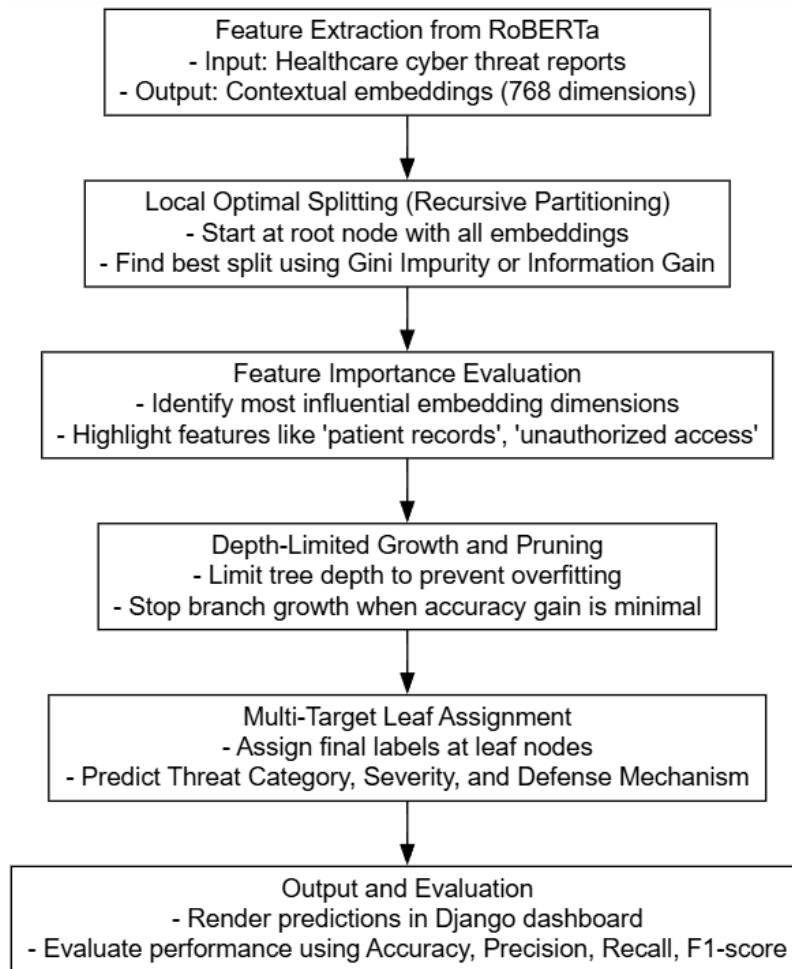 Feature Extraction from RoBERTa
- Input: Healthcare cyber threat reports
- Output: Contextual embeddings (768 dimensions)
Local Optimal Splitting (Recursive Partitioning)
- Start at root node with all embeddings
- Find best split using Gini Impurity or Information Gain
Feature Importance Evaluation
- Identify most influential embedding dimensions
- Highlight features like 'patient records', 'unauthorized access'
Depth-Limited Growth and Pruning
- Limit tree depth to prevent overfitting
- Stop branch growth when accuracy gain is minimal
Multi-Target Leaf Assignment
- Assign final labels at leaf nodes
- Predict Threat Category, Severity, and Defense Mechanism
Output and Evaluation
- Render predictions in Django dashboard
- Evaluate performance using Accuracy, Precision, Recall, F1-score